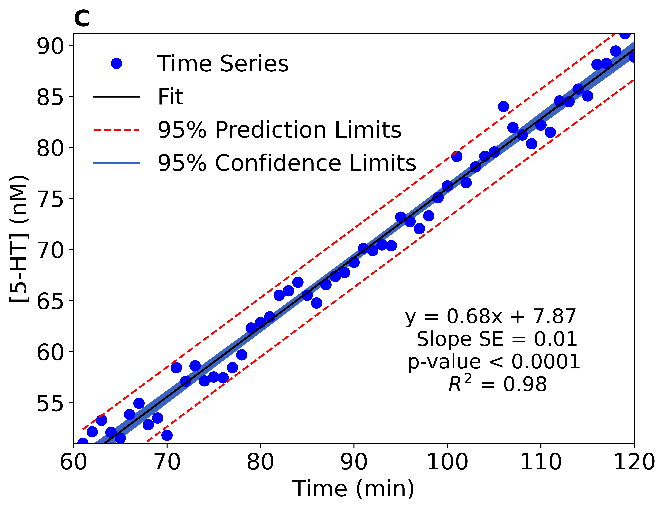 C
Time Series
Fit
95% Prediction Limits
95% Confidence Limits
y = 0.68x + 7.87
Slope SE = 0.01
p-value < 0.0001
R² = 0.98
[5-HT] (nM)
90
85
80
75
70
65
60
55
60 70 80 90 100 110 120
Time (min)